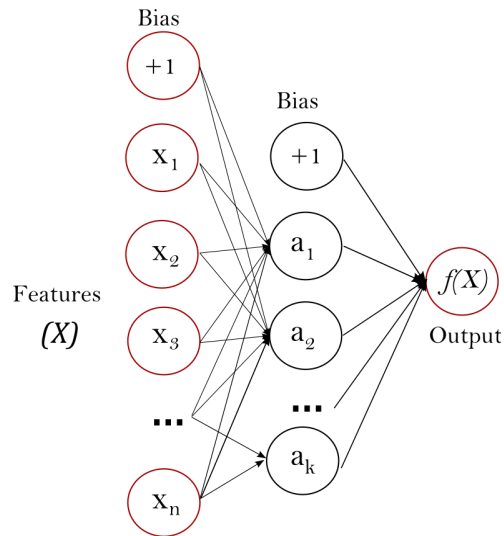 Bias
+1
x1
x2
x3
...
xn
Features
(X)
Bias
+1
a1
a2
...
ak
f(X)
Output